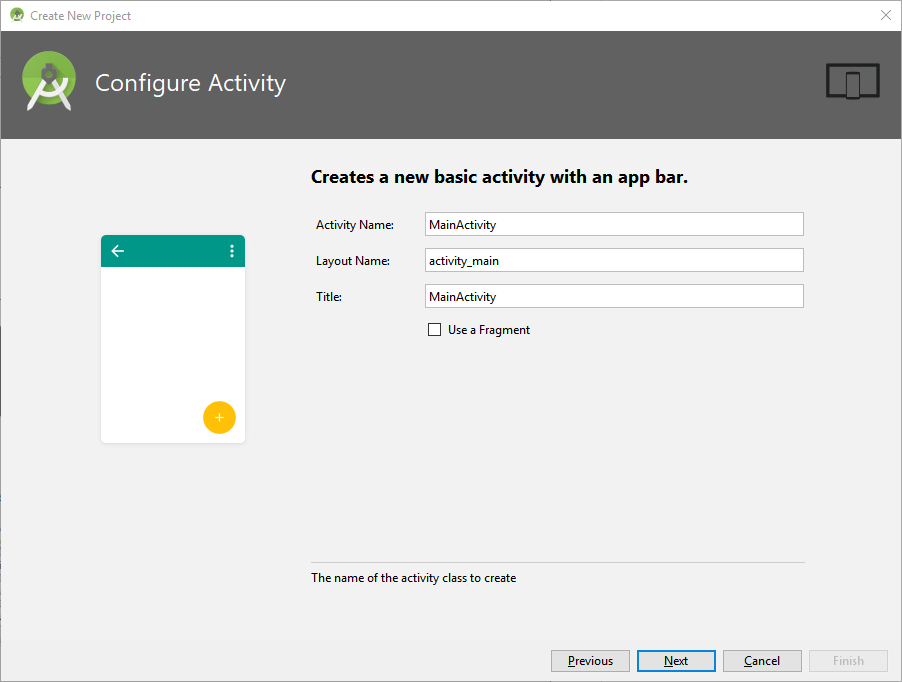 Create New Project
Configure Activity
Creates a new basic activity with an app bar.
Activity Name: MainActivity
Layout Name: activity_main
Title: MainActivity
Use a Fragment
The name of the activity class to create
Previous Next Cancel Finish